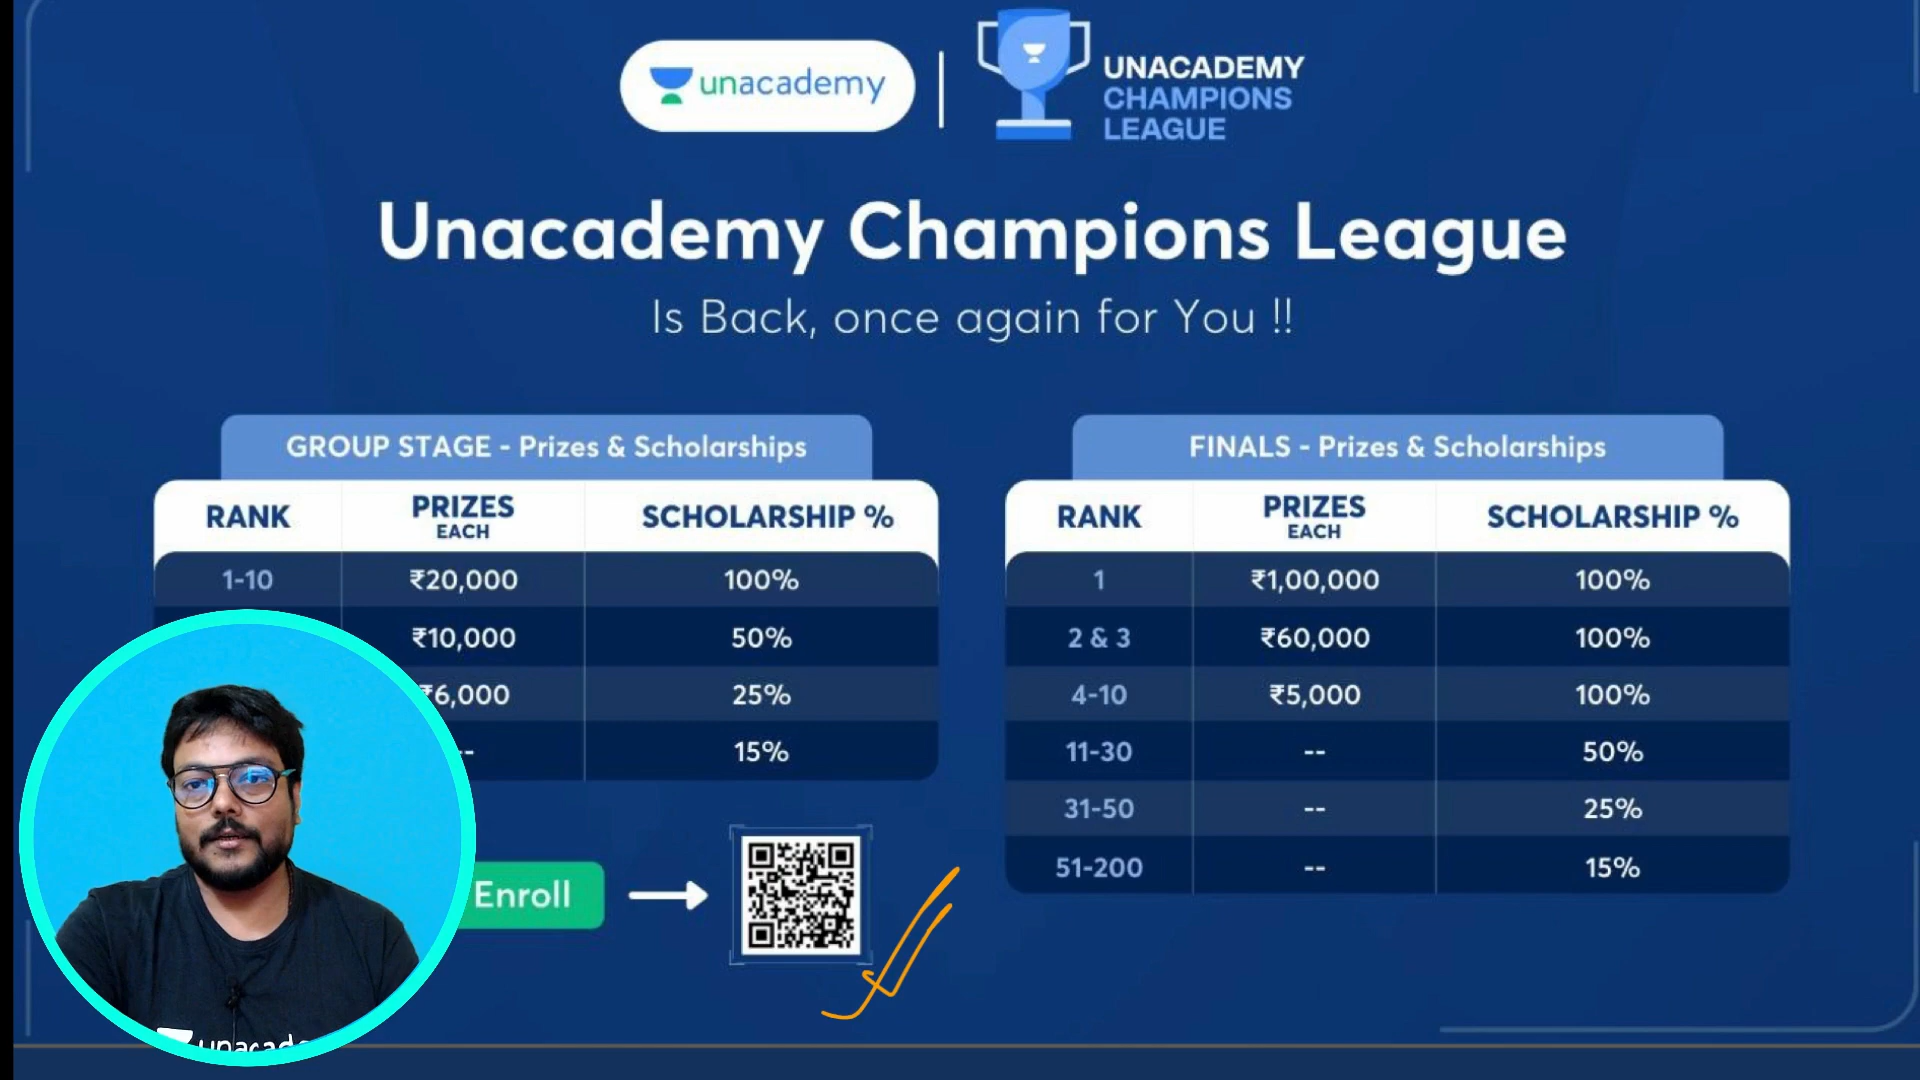 unacademy
UNACADEMY
CHAMPIONS
LEAGUE
Unacademy Champions League
Is Back, once again for You !!
GROUP STAGE - Prizes & Scholarships
RANK PRIZES EACH SCHOLARSHIP %
1-10 ₹20,000 100%
₹10,000 50%
₹6,000 25%
-- 15%
Enroll
FINALS - Prizes & Scholarships
RANK PRIZES EACH SCHOLARSHIP %
1 ₹1,00,000 100%
2 & 3 ₹60,000 100%
4-10 ₹5,000 100%
11-30 -- 50%
31-50 -- 25%
51-200 -- 15%